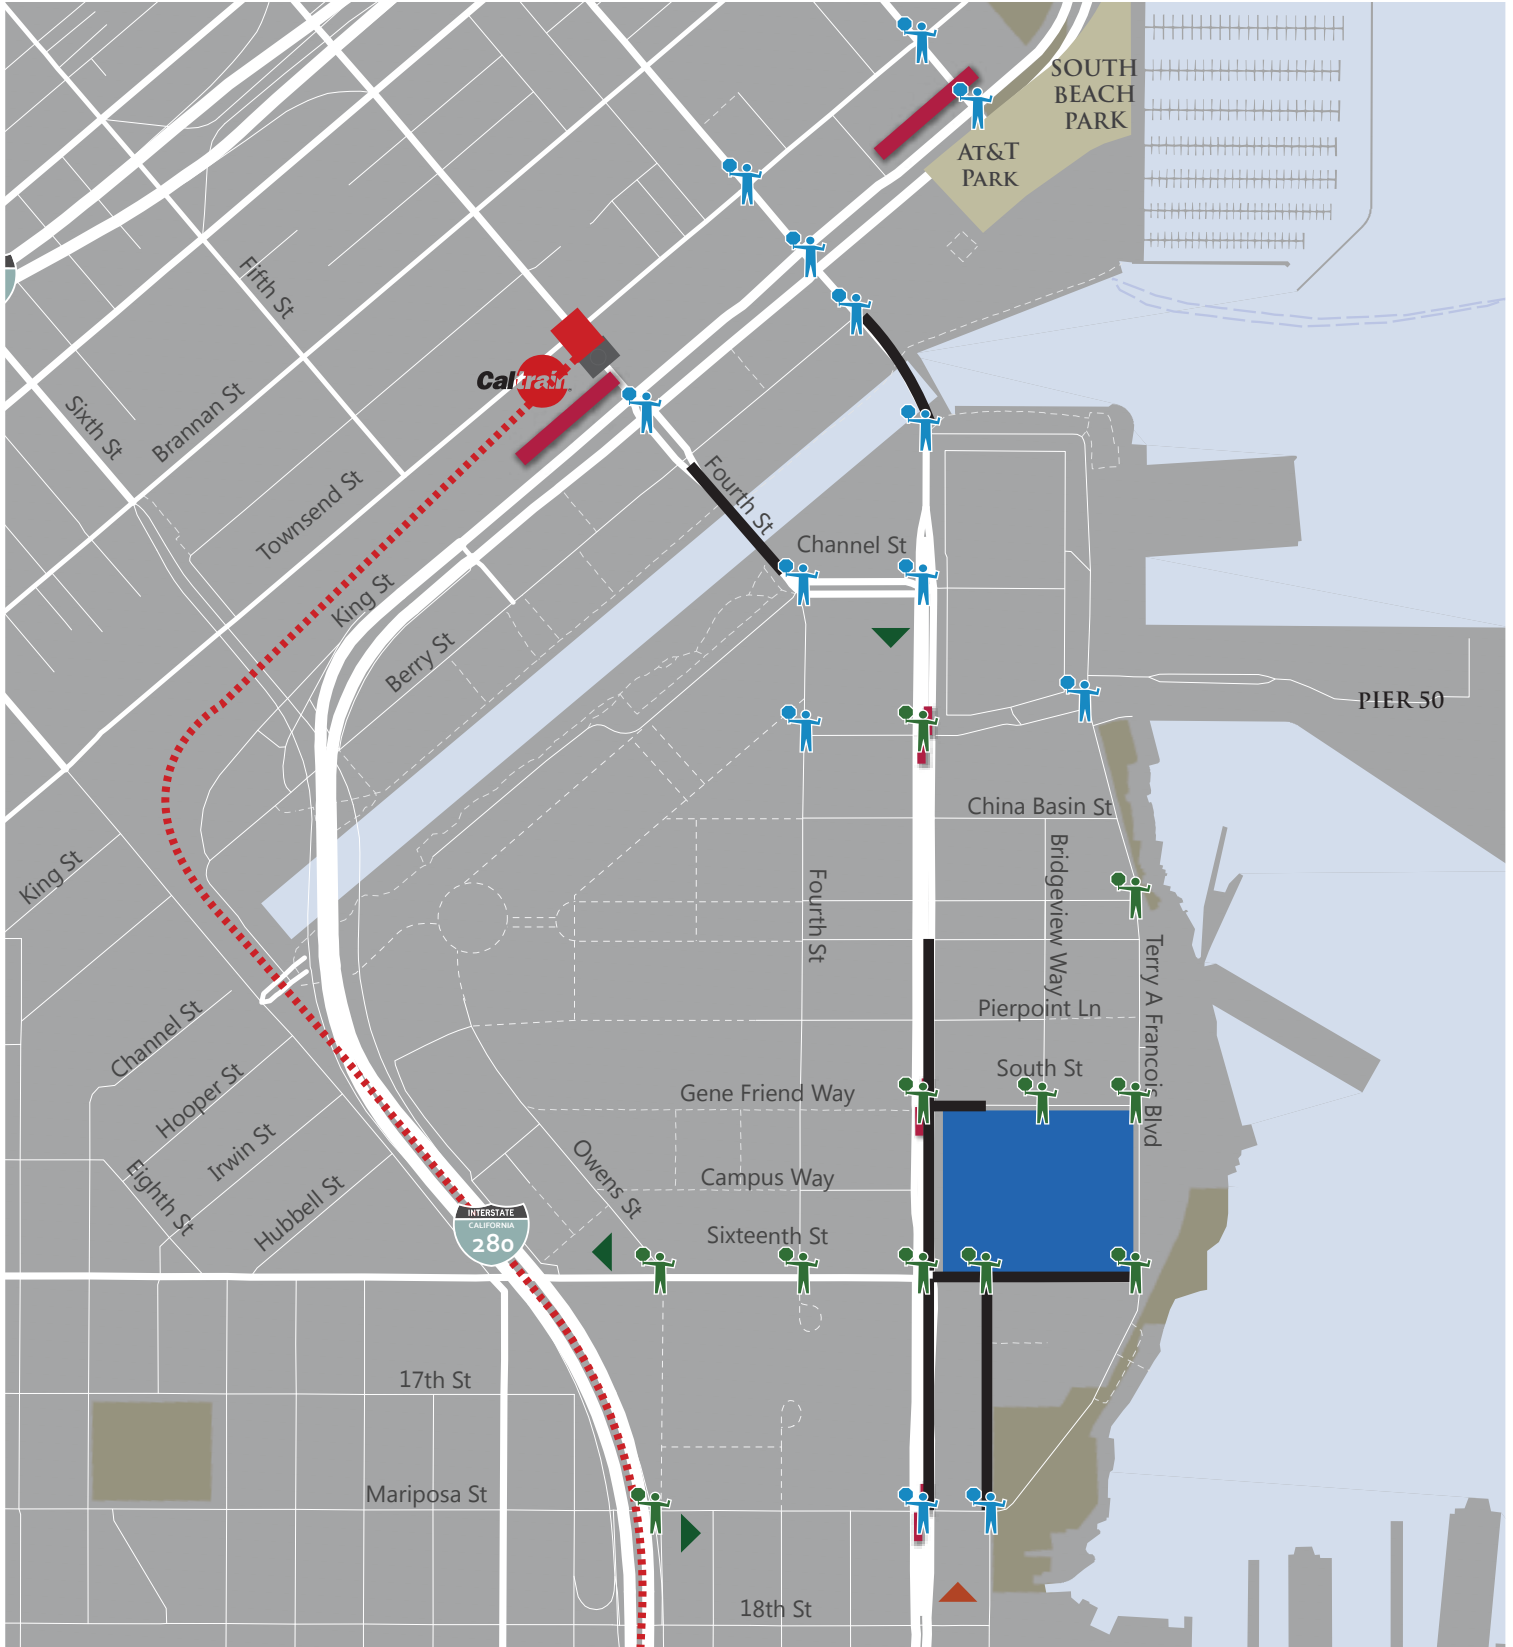 SOUTH
BEACH
PARK
AT&T
PARK
Fifth St
Caltrain
Sixth St
Brannan St
Townsend St
Fourth St
Channel St
King St
Berry St
PIER 50
China Basin St
Bridgeview Way
King St
Fourth St
Terry A Francois Blvd
Pierpoint Ln
Channel St
South St
Hooper St
Gene Friend Way
Irwin St
Owens St
Campus Way
Eighth St
Hubbell St
INTERSTATE
CALIFORNIA
280
Sixteenth St
17th St
Mariposa St
18th St